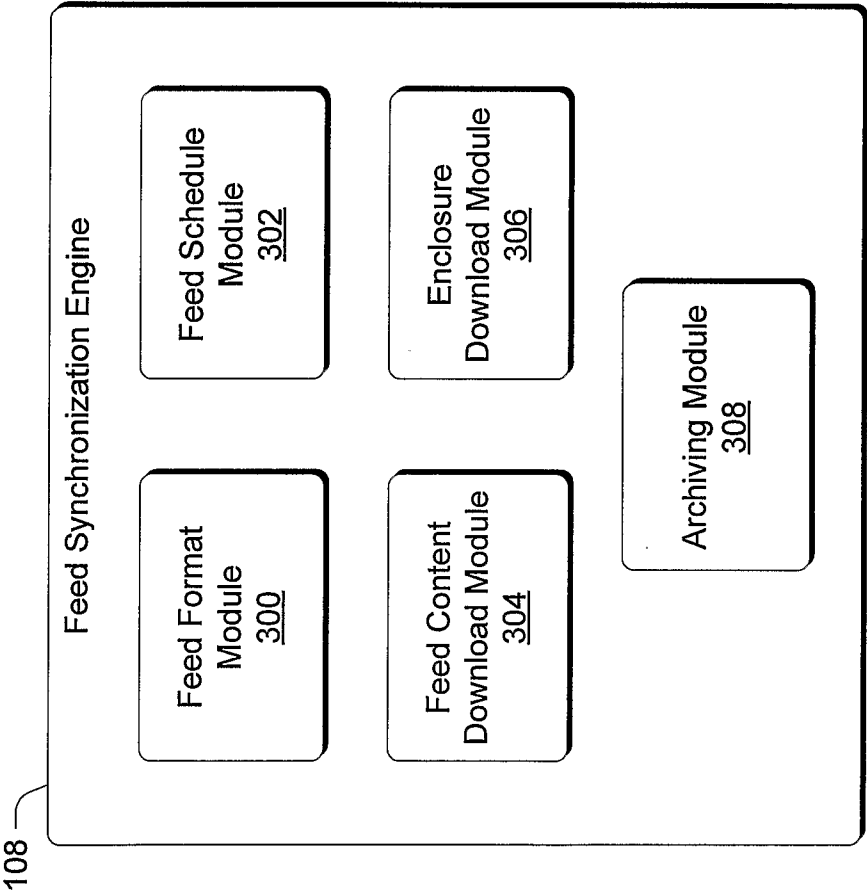 108
Feed Synchronization Engine
Feed Format
Module
300
Feed Schedule
Module
302
Feed Content
Download Module
304
Enclosure
Download Module
306
Archiving Module
308